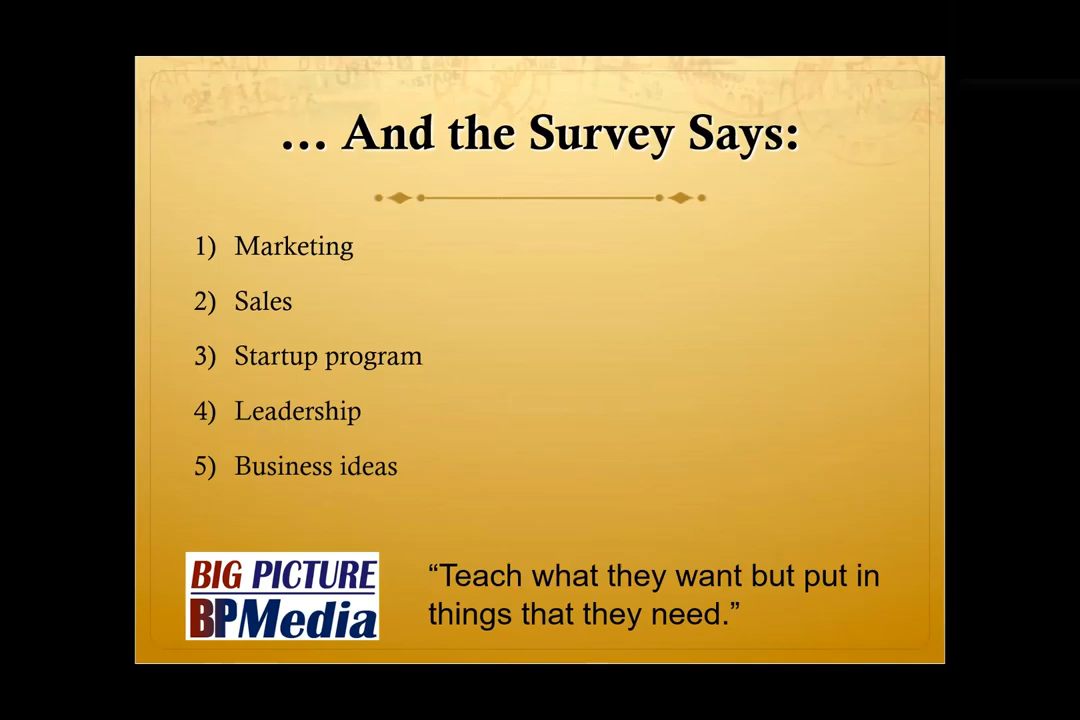 ... And the Survey Says:
1) Marketing
2) Sales
3) Startup program
4) Leadership
5) Business ideas
BIG PICTURE
BPMedia
“Teach what they want but put in
things that they need.”